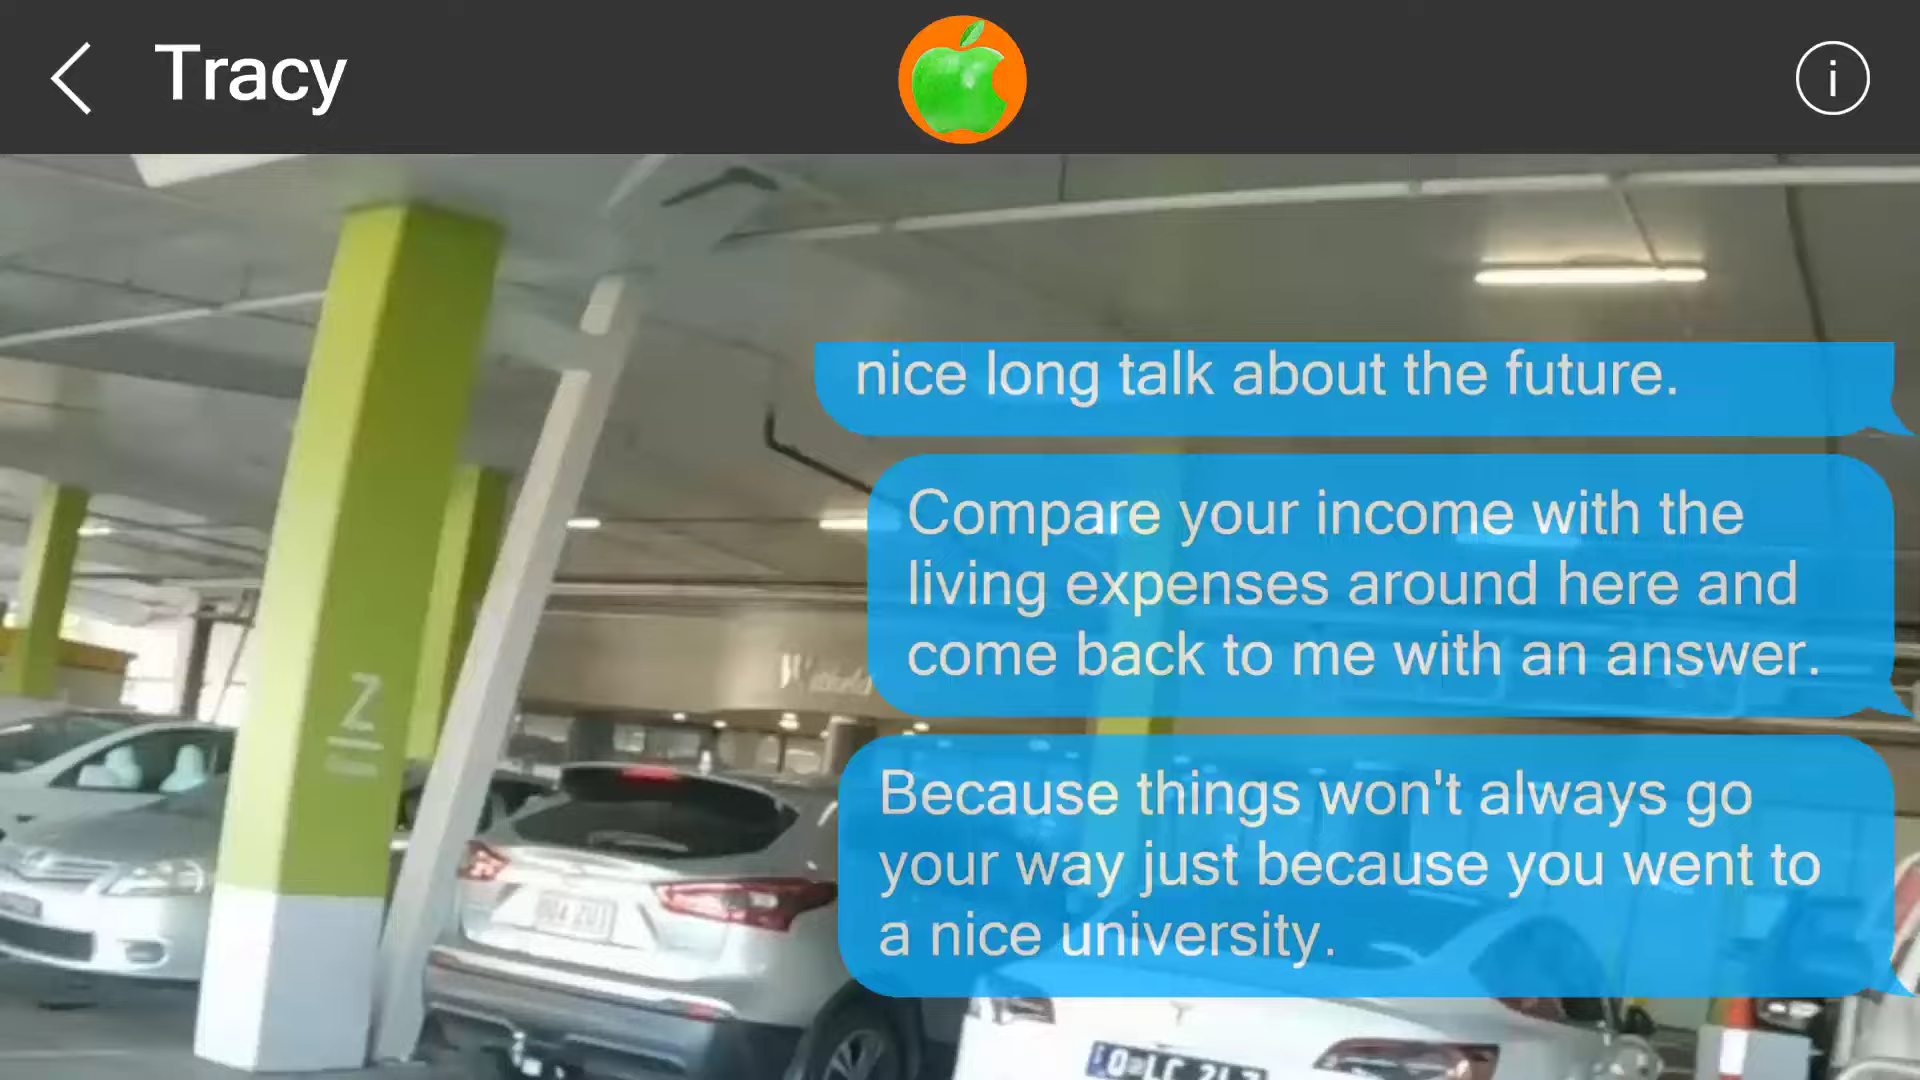 Tracy
i
nice long talk about the future.
Compare your income with the
living expenses around here and
come back to me with an answer.
Because things won't always go
your way just because you went to
a nice university.
Z